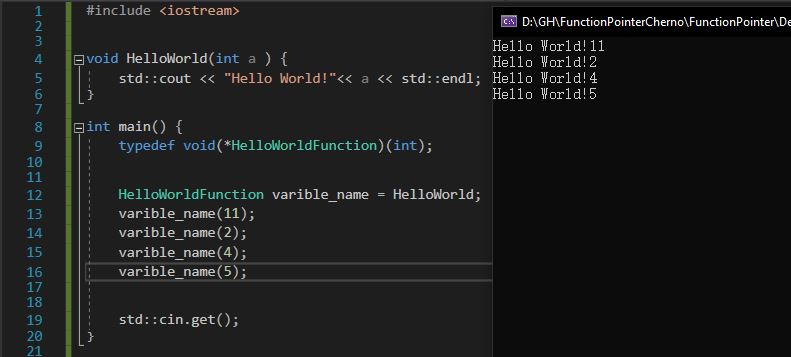 1 #include <iostream>
2
3
4 void HelloWorld(int a ) {
5 std::cout << "Hello World!"<< a << std::endl;
6 }
7
8 int main() {
9 typedef void(*HelloWorldFunction)(int);
10
11
12 HelloWorldFunction varible_name = HelloWorld;
13 varible_name(11);
14 varible_name(2);
15 varible_name(4);
16 varible_name(5);
17
18
19 std::cin.get();
20 }
21
D:\GH\FunctionPointerCherno\FunctionPointer\De
Hello World!11
Hello World!2
Hello World!4
Hello World!5